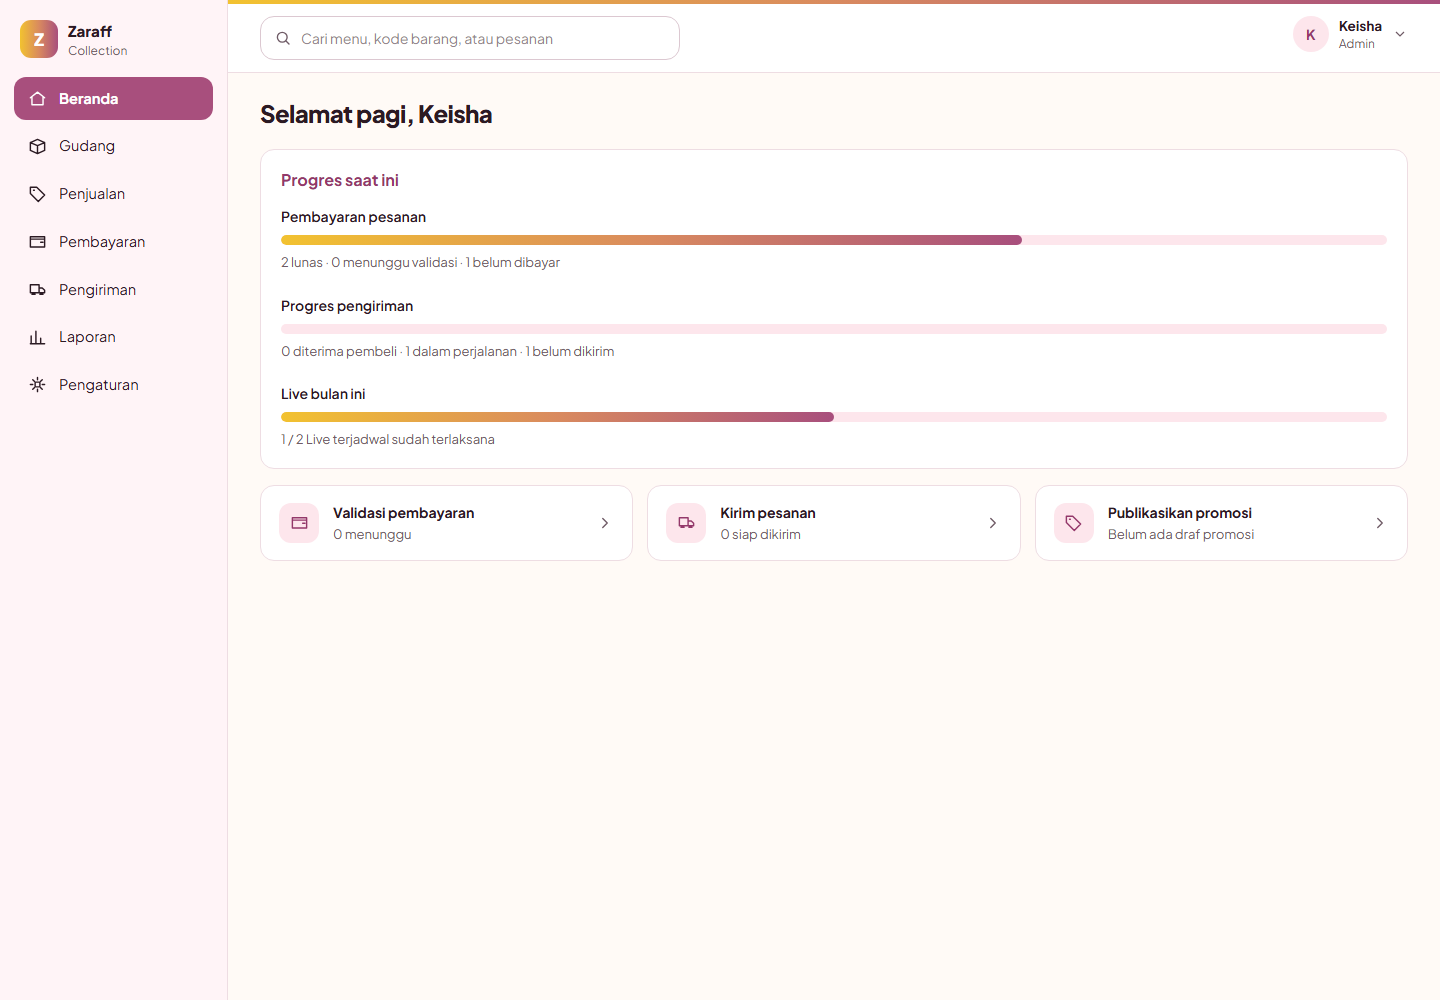 Z
Zaraff
Collection
Beranda
Gudang
Penjualan
Pembayaran
Pengiriman
Laporan
Pengaturan
Cari menu, kode barang, atau pesanan
K
Keisha
Admin
Selamat pagi, Keisha
Progres saat ini
Pembayaran pesanan
2 lunas · 0 menunggu validasi · 1 belum dibayar
Progres pengiriman
0 diterima pembeli · 1 dalam perjalanan · 1 belum dikirim
Live bulan ini
1 / 2 Live terjadwal sudah terlaksana
Validasi pembayaran
0 menunggu
Kirim pesanan
0 siap dikirim
Publikasikan promosi
Belum ada draf promosi